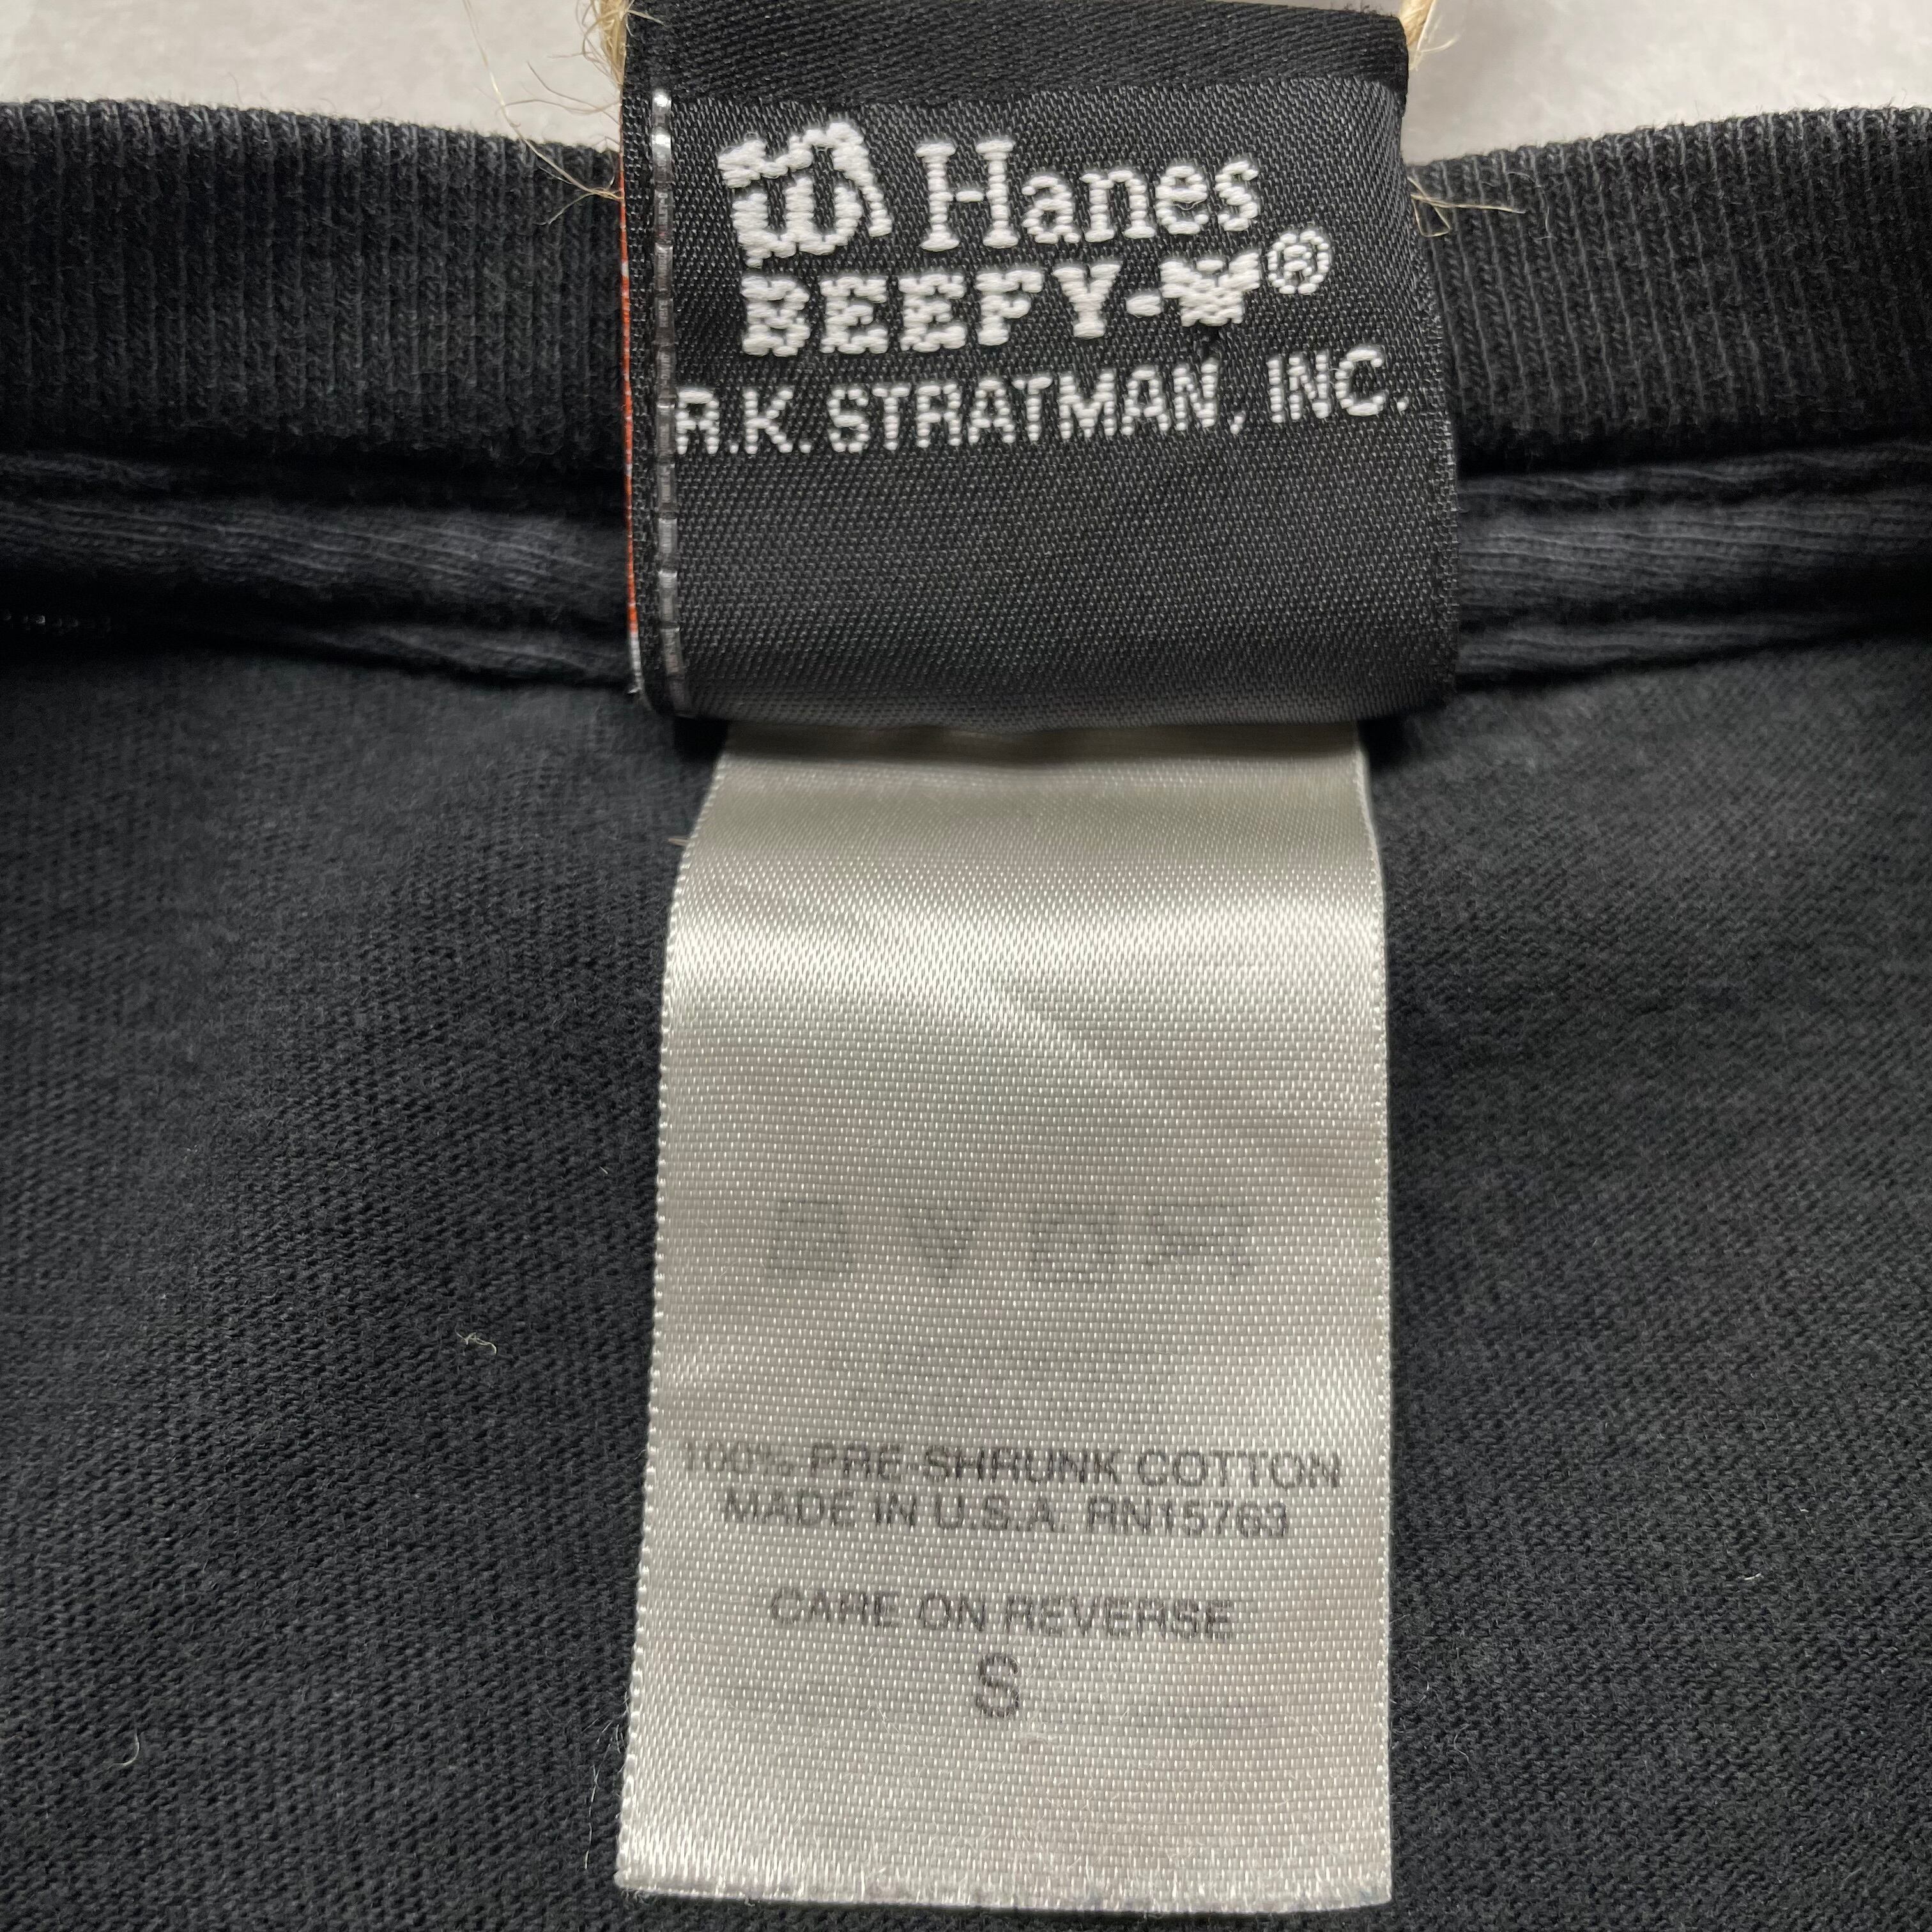 Hanes
BEEFY-T®
R.K. STRATMAN, INC.
100% PRE-SHRUNK COTTON
MADE IN U.S.A. RN15763
CARE ON REVERSE
S